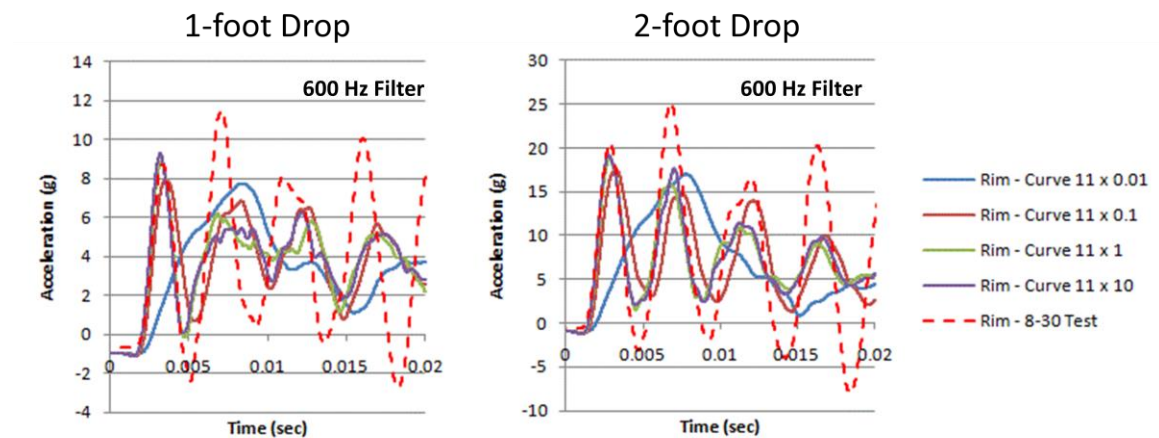 1-foot Drop
2-foot Drop
600 Hz Filter
14
12
10
8
6
4
2
0
-2
-4
0
0.005
0.01
0.015
0.02
Acceleration (g)
Time (sec)
600 Hz Filter
30
25
20
15
10
5
0
-5
-10
0
0.005
0.01
0.015
0.02
Acceleration (g)
Time (sec)
Rim - Curve 11 x 0.01
Rim - Curve 11 x 0.1
Rim - Curve 11 x 1
Rim - Curve 11 x 10
Rim - 8-30 Test